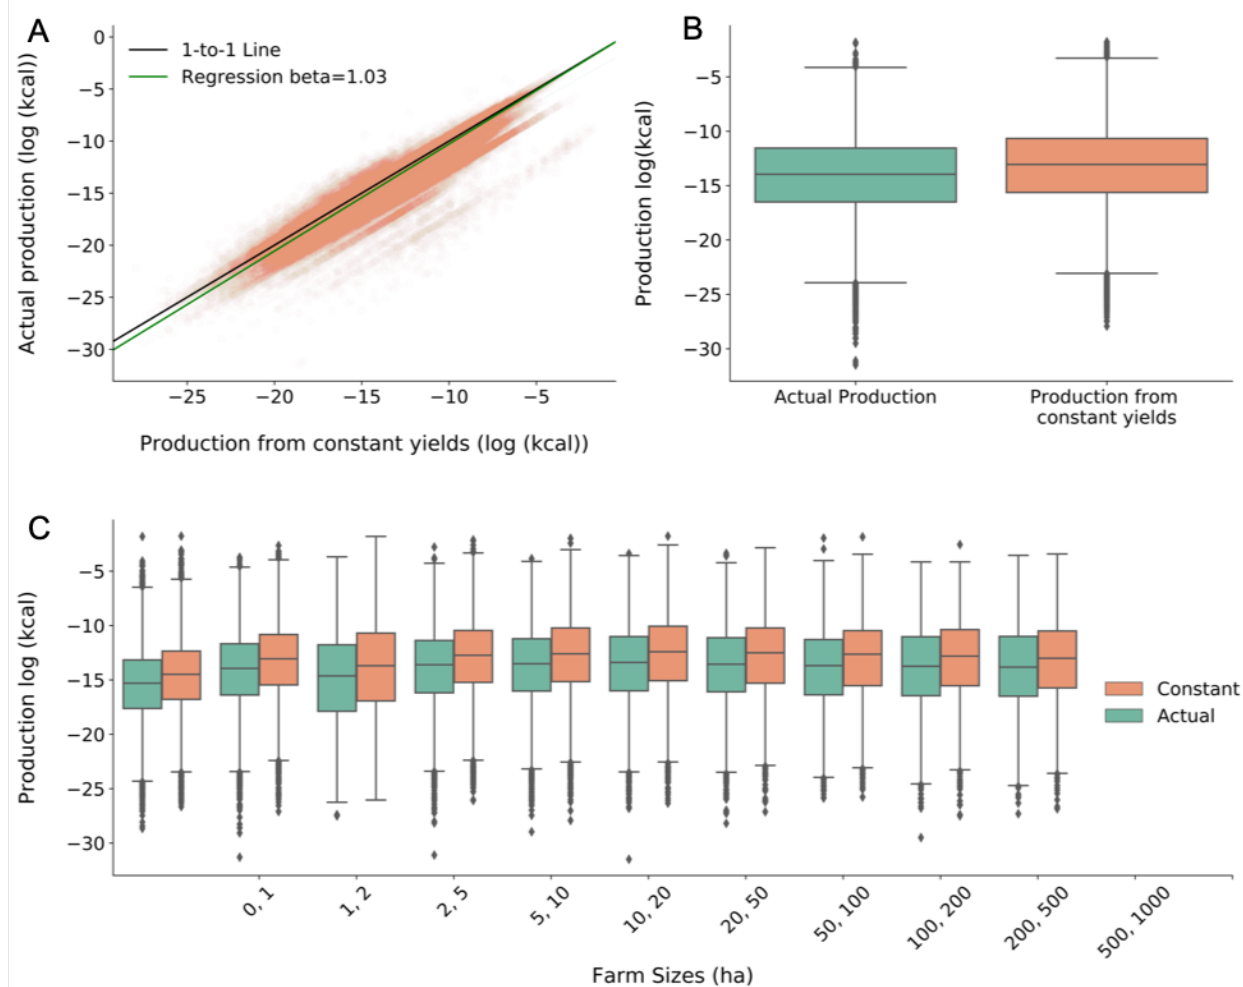 A
Actual production (log (kcal))
0
−5
−10
−15
−20
−25
−30
1-to-1 Line
Regression beta=1.03
−25
−20
−15
−10
−5
Production from constant yields (log (kcal))
B
Production log(kcal)
−5
−10
−15
−20
−25
−30
Actual Production
Production from
constant yields
C
Production log (kcal)
−5
−10
−15
−20
−25
−30
Constant
Actual
0, 1
1, 2
2, 5
5, 10
10, 20
20, 50
50, 100
100, 200
200, 500
500, 1000
Farm Sizes (ha)